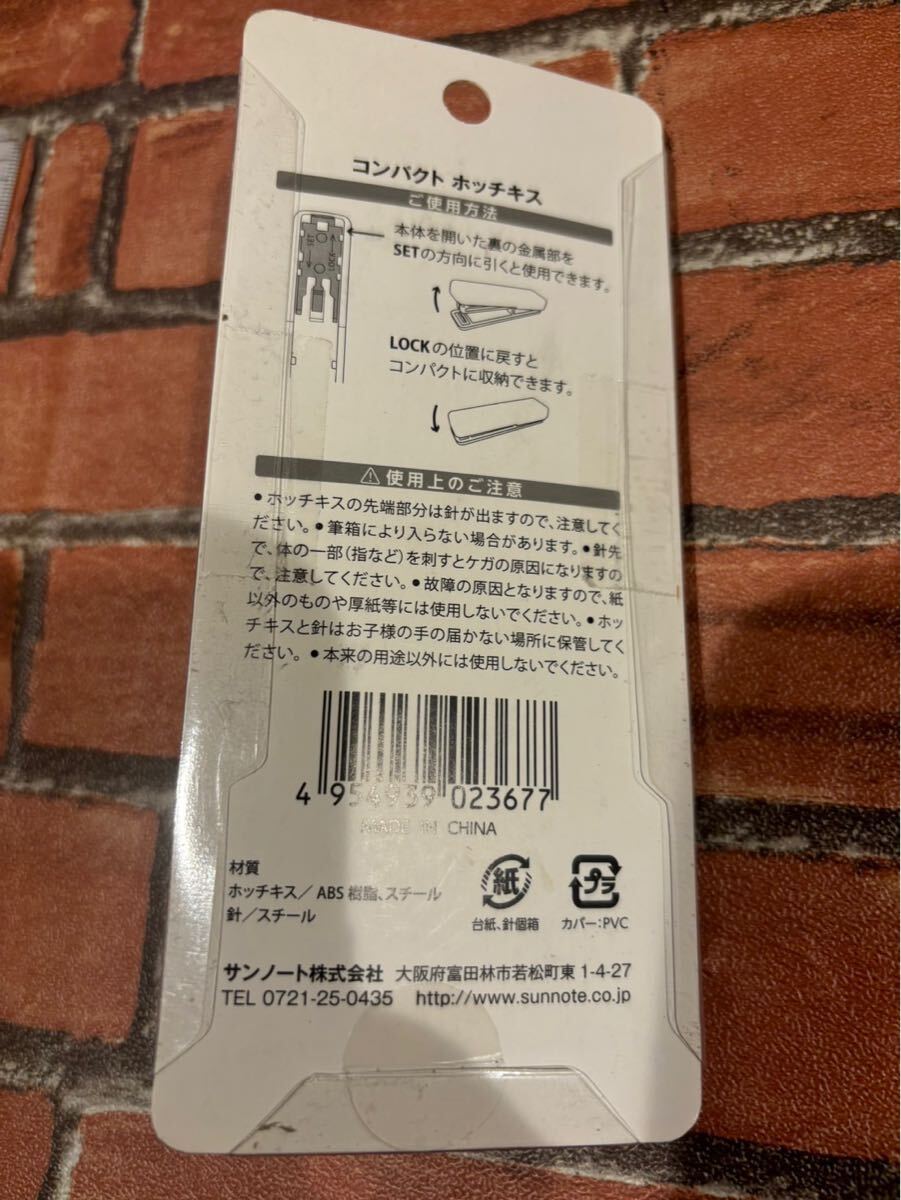 コンパクト ホッチキス
ご使用方法
SET
LOCK
本体を開いた裏の金属部を
SETの方向に引くと使用できます。
LOCKの位置に戻すと
コンパクトに収納できます。
使用上のご注意
●ホッチキスの先端部分は針が出ますので、注意してく
ださい。●筆箱により入らない場合があります。●針先
で、体の一部(指など)を刺すとケガの原因になりますの
で、注意してください。●故障の原因となりますので、紙
以外のものや厚紙等には使用しないでください。●ホッ
チキスと針はお子様の手の届かない場所に保管してく
ださい。●本来の用途以外には使用しないでください。
4 954939 023677
MADE IN CHINA
材質
ホッチキス/ABS樹脂、スチール
針/スチール
紙
台紙、針個箱
プラ
カバー:PVC
サンノート株式会社 大阪府富田林市若松町東1-4-27
TEL 0721-25-0435 http://www.sunnote.co.jp